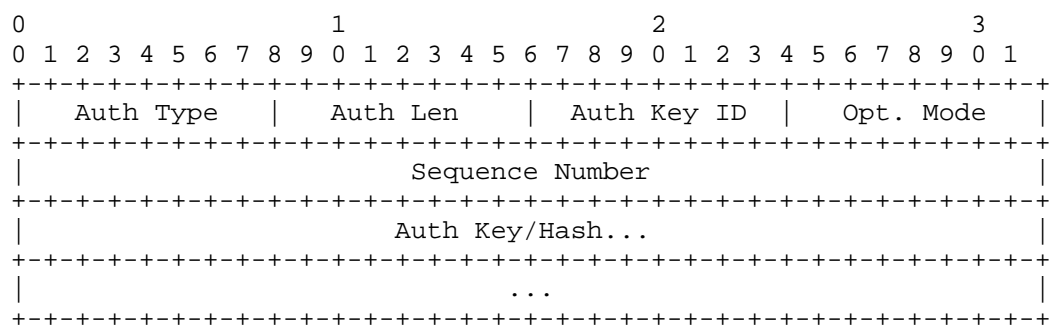 0                   1                   2                   3
0 1 2 3 4 5 6 7 8 9 0 1 2 3 4 5 6 7 8 9 0 1 2 3 4 5 6 7 8 9 0 1
+-+-+-+-+-+-+-+-+-+-+-+-+-+-+-+-+-+-+-+-+-+-+-+-+-+-+-+-+-+-+-+-+
|   Auth Type   |   Auth Len    |  Auth Key ID  |   Opt. Mode   |
+-+-+-+-+-+-+-+-+-+-+-+-+-+-+-+-+-+-+-+-+-+-+-+-+-+-+-+-+-+-+-+-+
|                        Sequence Number                        |
+-+-+-+-+-+-+-+-+-+-+-+-+-+-+-+-+-+-+-+-+-+-+-+-+-+-+-+-+-+-+-+-+
|                       Auth Key/Hash...                        |
+-+-+-+-+-+-+-+-+-+-+-+-+-+-+-+-+-+-+-+-+-+-+-+-+-+-+-+-+-+-+-+-+
|                              ...                              |
+-+-+-+-+-+-+-+-+-+-+-+-+-+-+-+-+-+-+-+-+-+-+-+-+-+-+-+-+-+-+-+-+